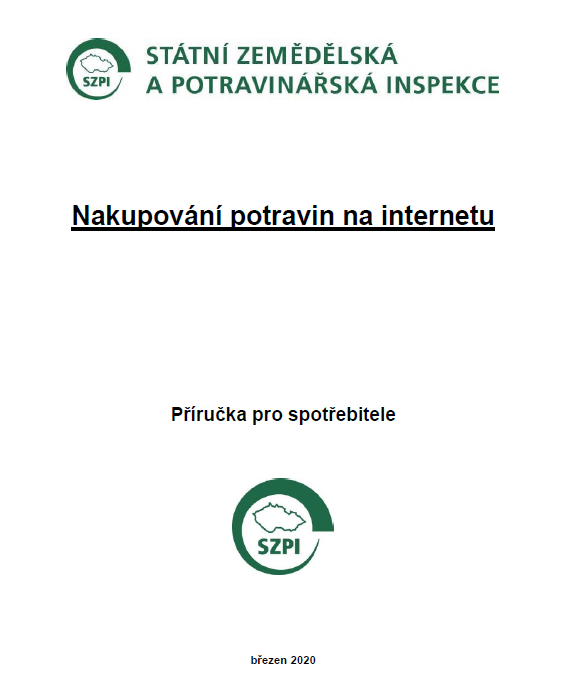 SZPI
STÁTNÍ ZEMĚDĚLSKÁ
A POTRAVINÁŘSKÁ INSPEKCE
Nakupování potravin na internetu
Příručka pro spotřebitele
SZPI
březen 2020